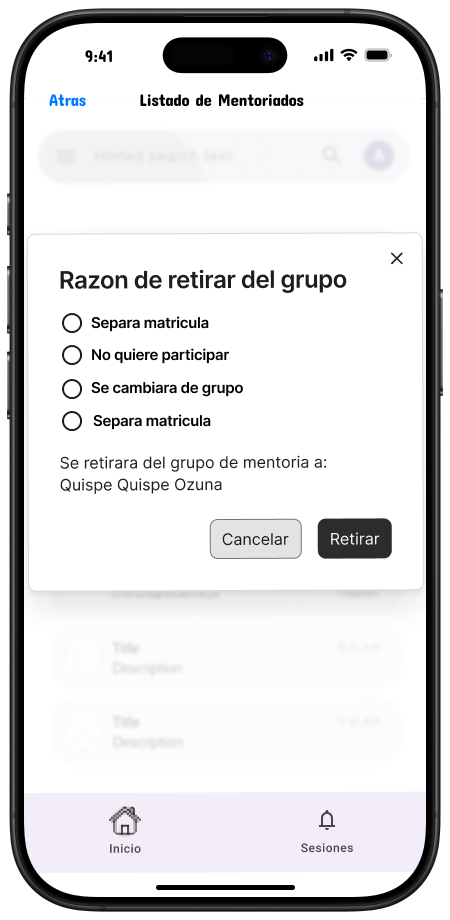 9:41
Atras
Listado de Mentoriados
Hinted search text
A
Razon de retirar del grupo
Separa matricula
No quiere participar
Se cambiara de grupo
Separa matricula
Se retirara del grupo de mentoria a:
Quispe Quispe Ozuna
Cancelar
Retirar
Title
9:41 AM
Description
Title
9:41 AM
Description
Inicio
Sesiones